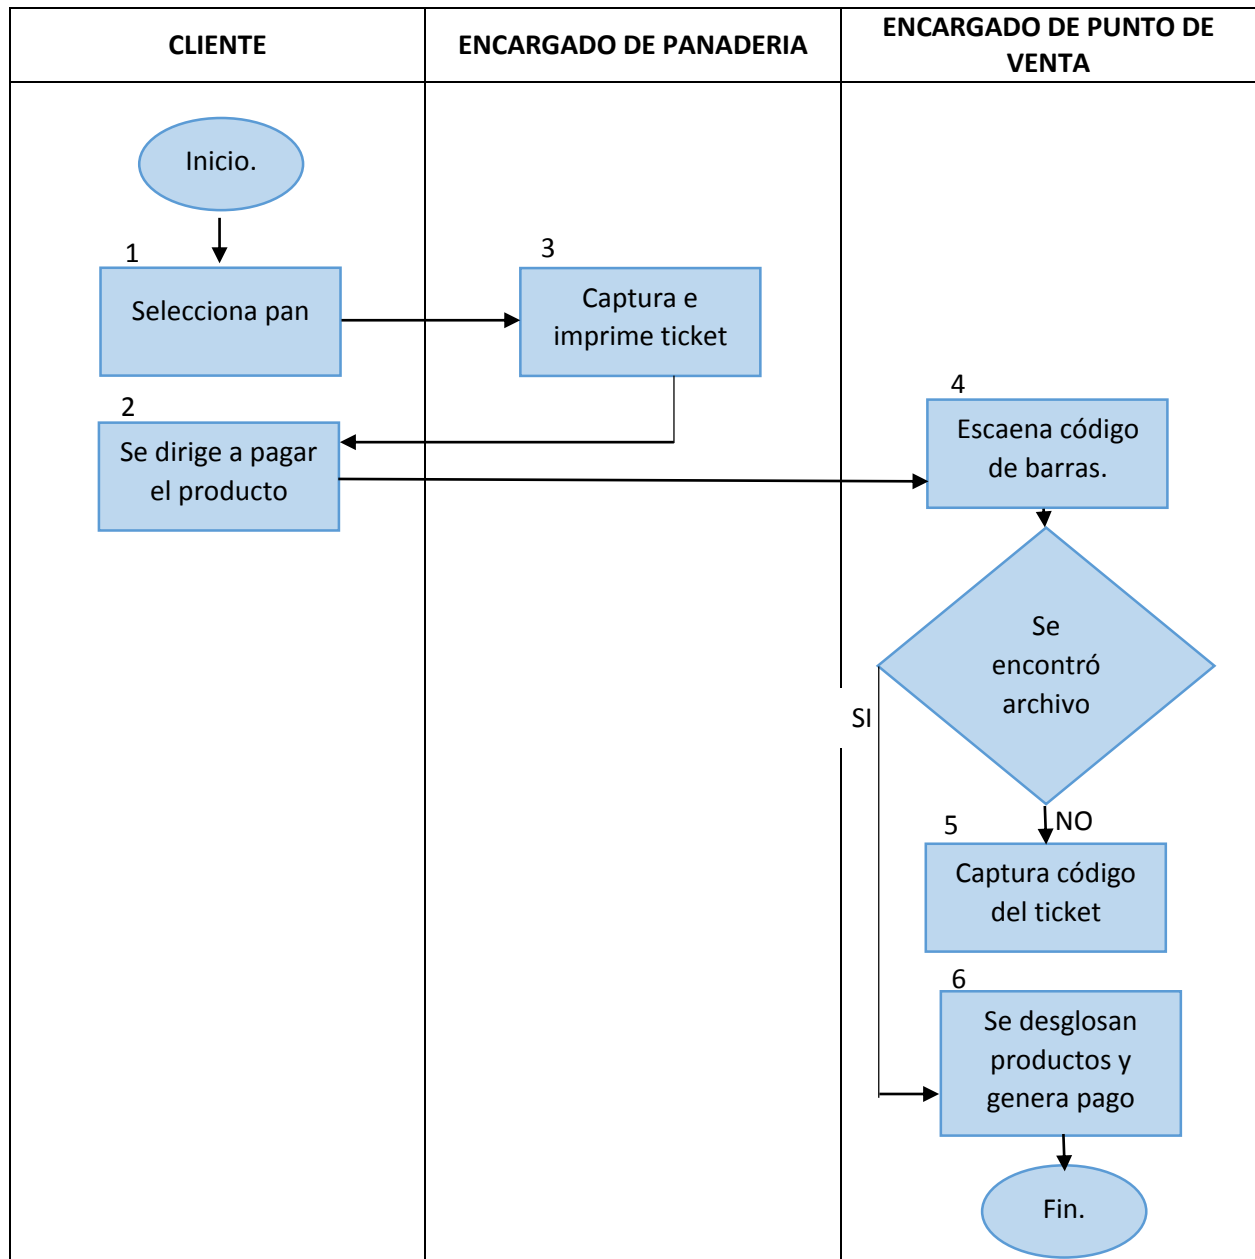 CLIENTE
ENCARGADO DE PANADERIA
ENCARGADO DE PUNTO DE
VENTA
Inicio.
1
Selecciona pan
3
Captura e
imprime ticket
2
Se dirige a pagar
el producto
4
Escaena código
de barras.
Se
encontró
archivo
SI
NO
5
Captura código
del ticket
6
Se desglosan
productos y
genera pago
Fin.